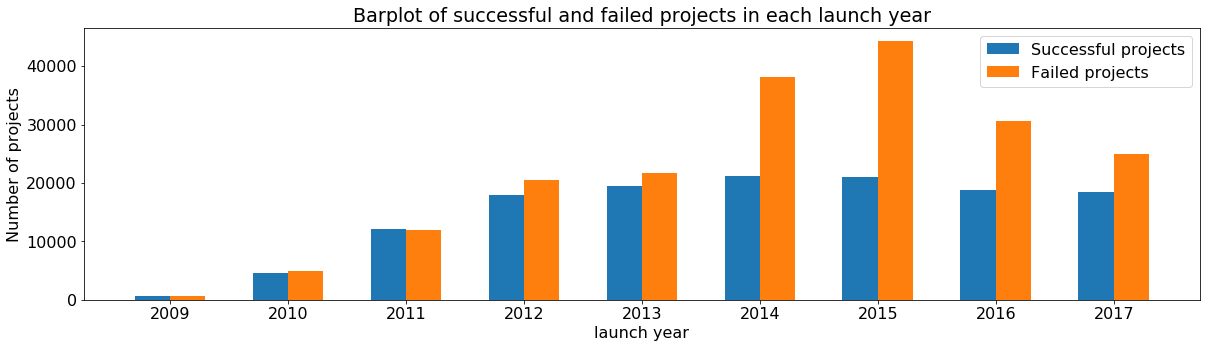 Barplot of successful and failed projects in each launch year
Successful projects
Failed projects
Number of projects
40000
30000
20000
10000
0
2009 2010 2011 2012 2013 2014 2015 2016 2017
launch year